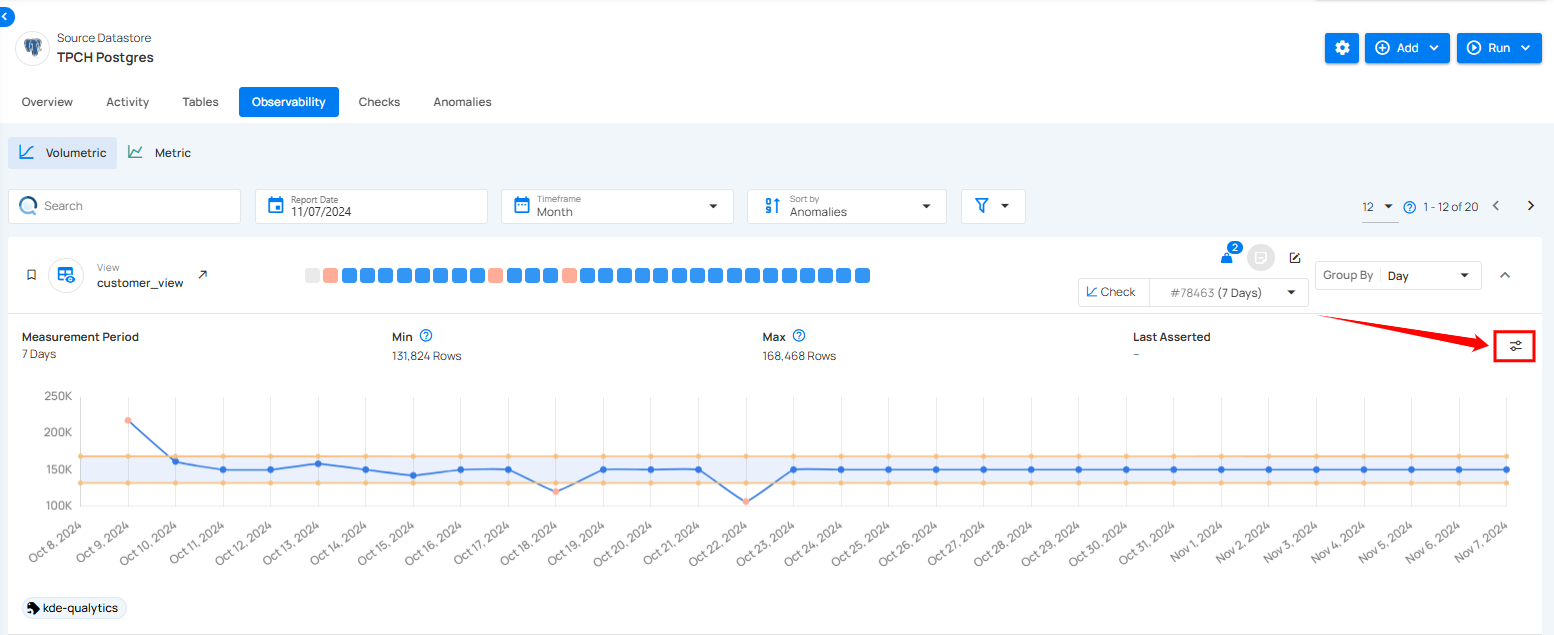 Source Datastore
TPCH Postgres
Add
Run
Overview
Activity
Tables
Observability
Checks
Anomalies
Volumetric
Metric
Search
Report Date
11/07/2024
Timeframe
Month
Sort by
Anomalies
12
1 - 12 of 20
View
customer_view
2
Check
#78463 (7 Days)
Group By
Day
Measurement Period
7 Days
Min
131,824 Rows
Max
168,468 Rows
Last Asserted
–
250K
200K
150K
100K
Oct 8, 2024
Oct 9, 2024
Oct 10, 2024
Oct 11, 2024
Oct 12, 2024
Oct 13, 2024
Oct 14, 2024
Oct 15, 2024
Oct 16, 2024
Oct 17, 2024
Oct 18, 2024
Oct 19, 2024
Oct 20, 2024
Oct 21, 2024
Oct 22, 2024
Oct 23, 2024
Oct 24, 2024
Oct 25, 2024
Oct 26, 2024
Oct 27, 2024
Oct 28, 2024
Oct 29, 2024
Oct 30, 2024
Oct 31, 2024
Nov 1, 2024
Nov 2, 2024
Nov 3, 2024
Nov 4, 2024
Nov 5, 2024
Nov 6, 2024
Nov 7, 2024
kde-qualytics